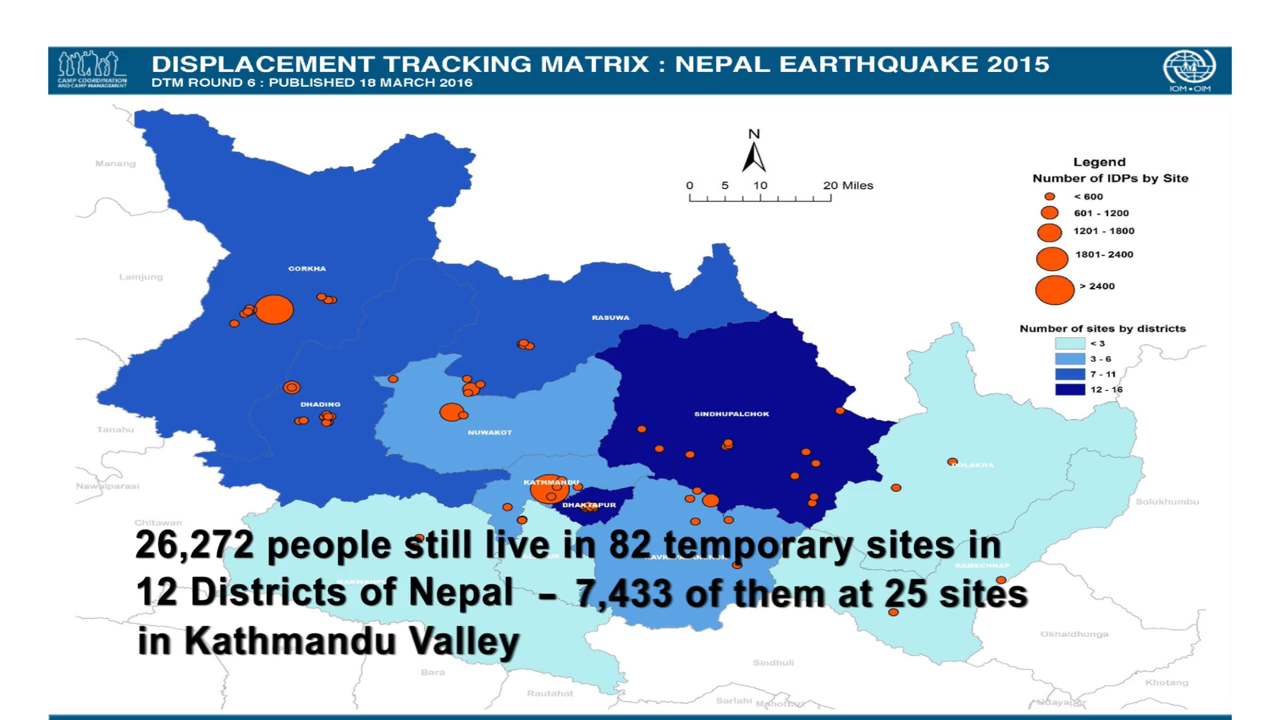 DISPLACEMENT TRACKING MATRIX : NEPAL EARTHQUAKE 2015
DTM ROUND 6 : PUBLISHED 18 MARCH 2016
CAMP COORDINATION
AND CAMP MANAGEMENT
IOM • OIM
N
0 5 10 20 Miles
Legend
Number of IDPs by Site
< 600
601 - 1200
1201 - 1800
1801- 2400
> 2400
Number of sites by districts
< 3
3 - 6
7 - 11
12 - 16
Manang
Lamjung
GORKHA
RASUWA
DHADING
SINDHUPALCHOK
Tanahu
NUWAKOT
DOLAKHA
Nawalparasi
KATHMANDU
Solukhumbu
BHAKTAPUR
Chitawan
26,272 people still live in 82 temporary sites in
12 Districts of Nepal – 7,433 of them at 25 sites
in Kathmandu Valley
RAMECHHAP
Okhaldhunga
Sindhuli
Bara
Rautahat
Sarlahi
Khotang
Udayapur